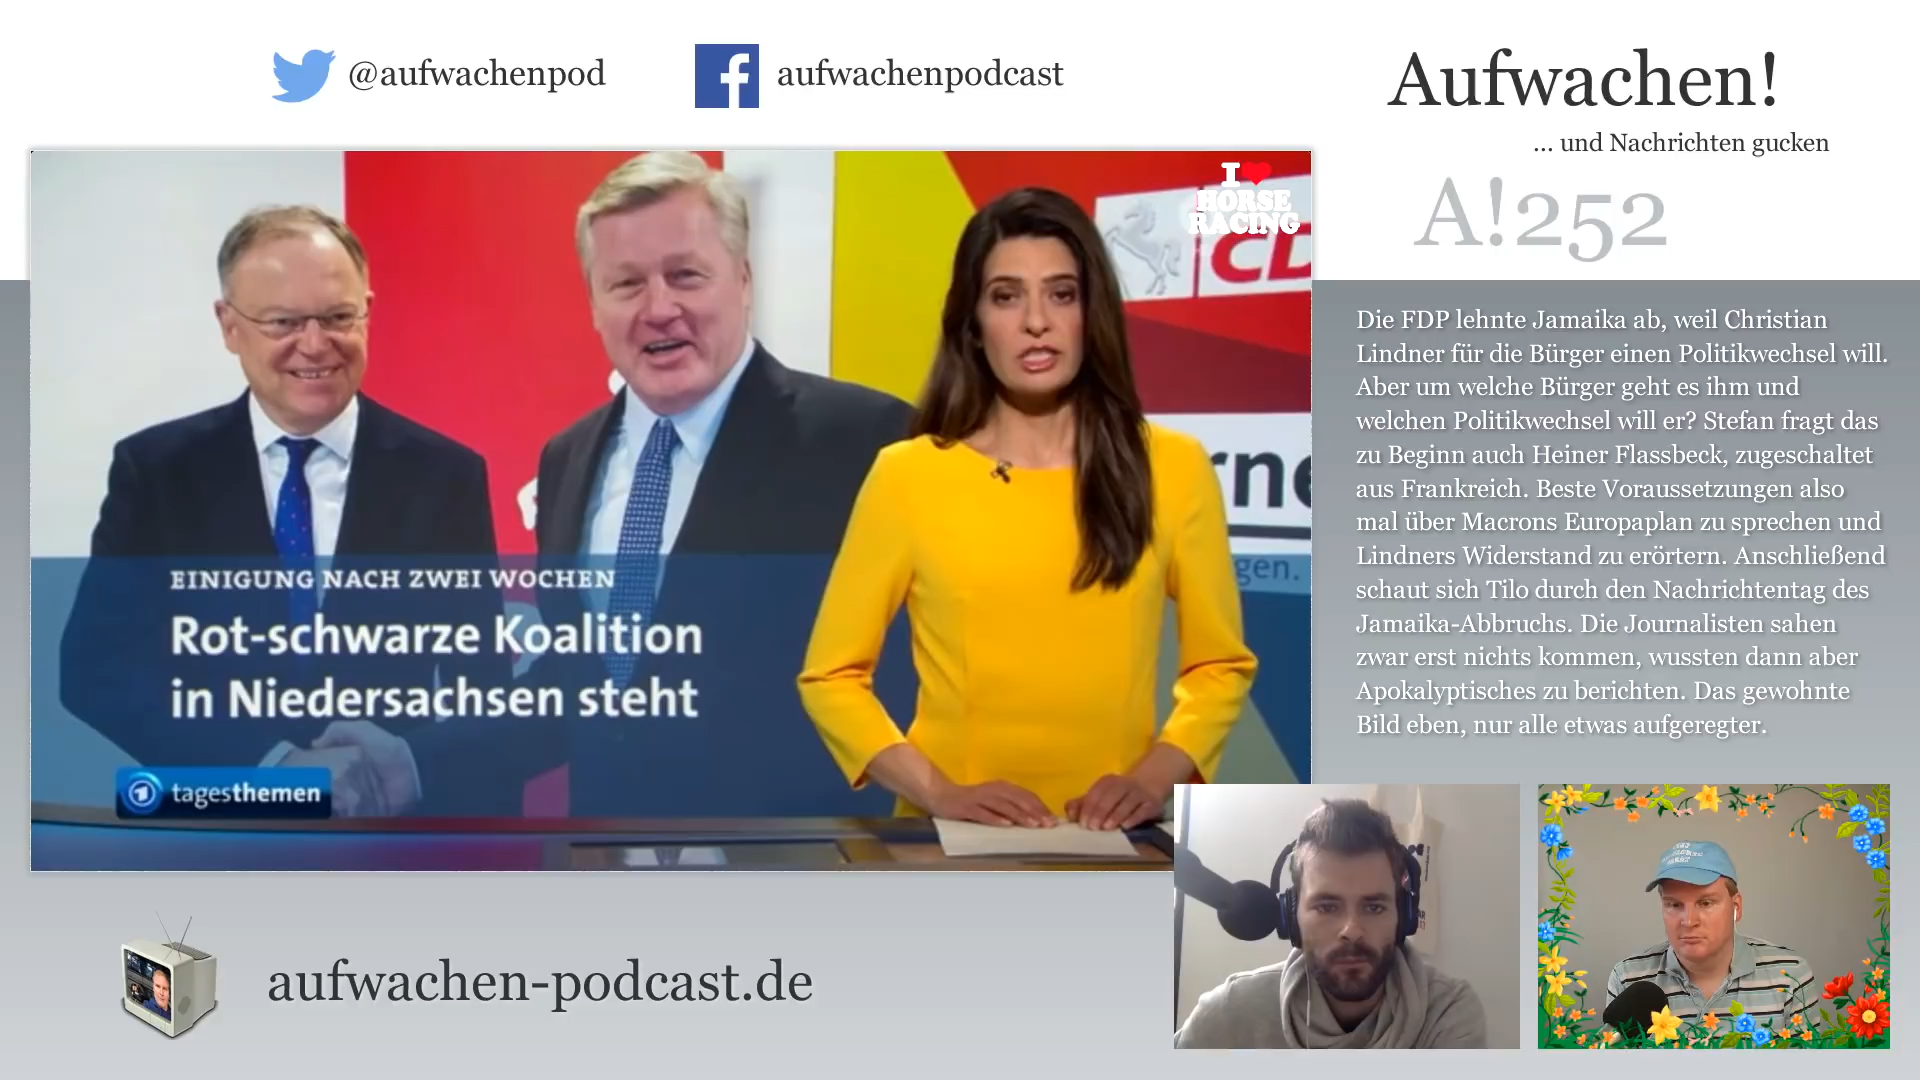 @aufwachenpod
aufwachenpodcast
Aufwachen!
... und Nachrichten gucken
A!252
I
HORSE
RACING
CD
rne
gen.
EINIGUNG NACH ZWEI WOCHEN
Rot-schwarze Koalition
in Niedersachsen steht
tagesthemen
Die FDP lehnte Jamaika ab, weil Christian
Lindner für die Bürger einen Politikwechsel will.
Aber um welche Bürger geht es ihm und
welchen Politikwechsel will er? Stefan fragt das
zu Beginn auch Heiner Flassbeck, zugeschaltet
aus Frankreich. Beste Voraussetzungen also
mal über Macrons Europaplan zu sprechen und
Lindners Widerstand zu erörtern. Anschließend
schaut sich Tilo durch den Nachrichtentag des
Jamaika-Abbruchs. Die Journalisten sahen
zwar erst nichts kommen, wussten dann aber
Apokalyptisches zu berichten. Das gewohnte
Bild eben, nur alle etwas aufgeregter.
aufwachen-podcast.de